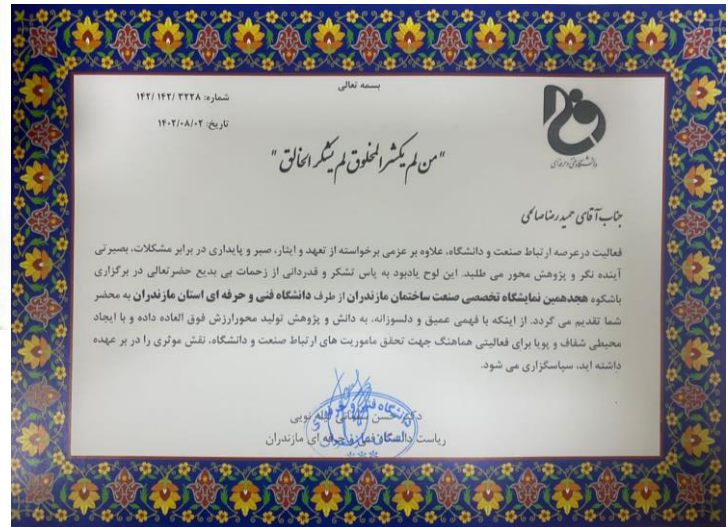 بسمه تعالی
شماره: ۱۴۲/ ۱۴۲/ ۳۲۲۸
تاریخ: ۱۴۰۲/۰۸/۰۲
دانشگاه فنی و حرفه‌ای
"من لم یشکر المخلوق لم یشکر الخالق"
جناب آقای حمیدرضا صالحی
فعالیت در عرصه ارتباط صنعت و دانشگاه، علاوه بر عزمی برخواسته از تعهد و ایثار، صبر و پایداری در برابر مشکلات، بصیرتی
آینده نگر و پژوهش محور می طلبد. این لوح یادبود به پاس تشکر و قدردانی از زحمات بی بدیع حضرتعالی در برگزاری
باشکوه هجدهمین نمایشگاه تخصصی صنعت ساختمان مازندران از طرف دانشگاه فنی و حرفه ای استان مازندران به محضر
شما تقدیم می گردد. از اینکه با فهمی عمیق و دلسوزانه، به دانش و پژوهش تولید محورارزش فوق العاده داده و با ایجاد
محیطی شفاف و پویا برای فعالیتی هماهنگ جهت تحقق ماموریت های ارتباط صنعت و دانشگاه، نقش موثری را در بر عهده
داشته اید، سپاسگزاری می شود.
دکتر حسن
ریاست دانشگاه فنی و حرفه ای مازندران